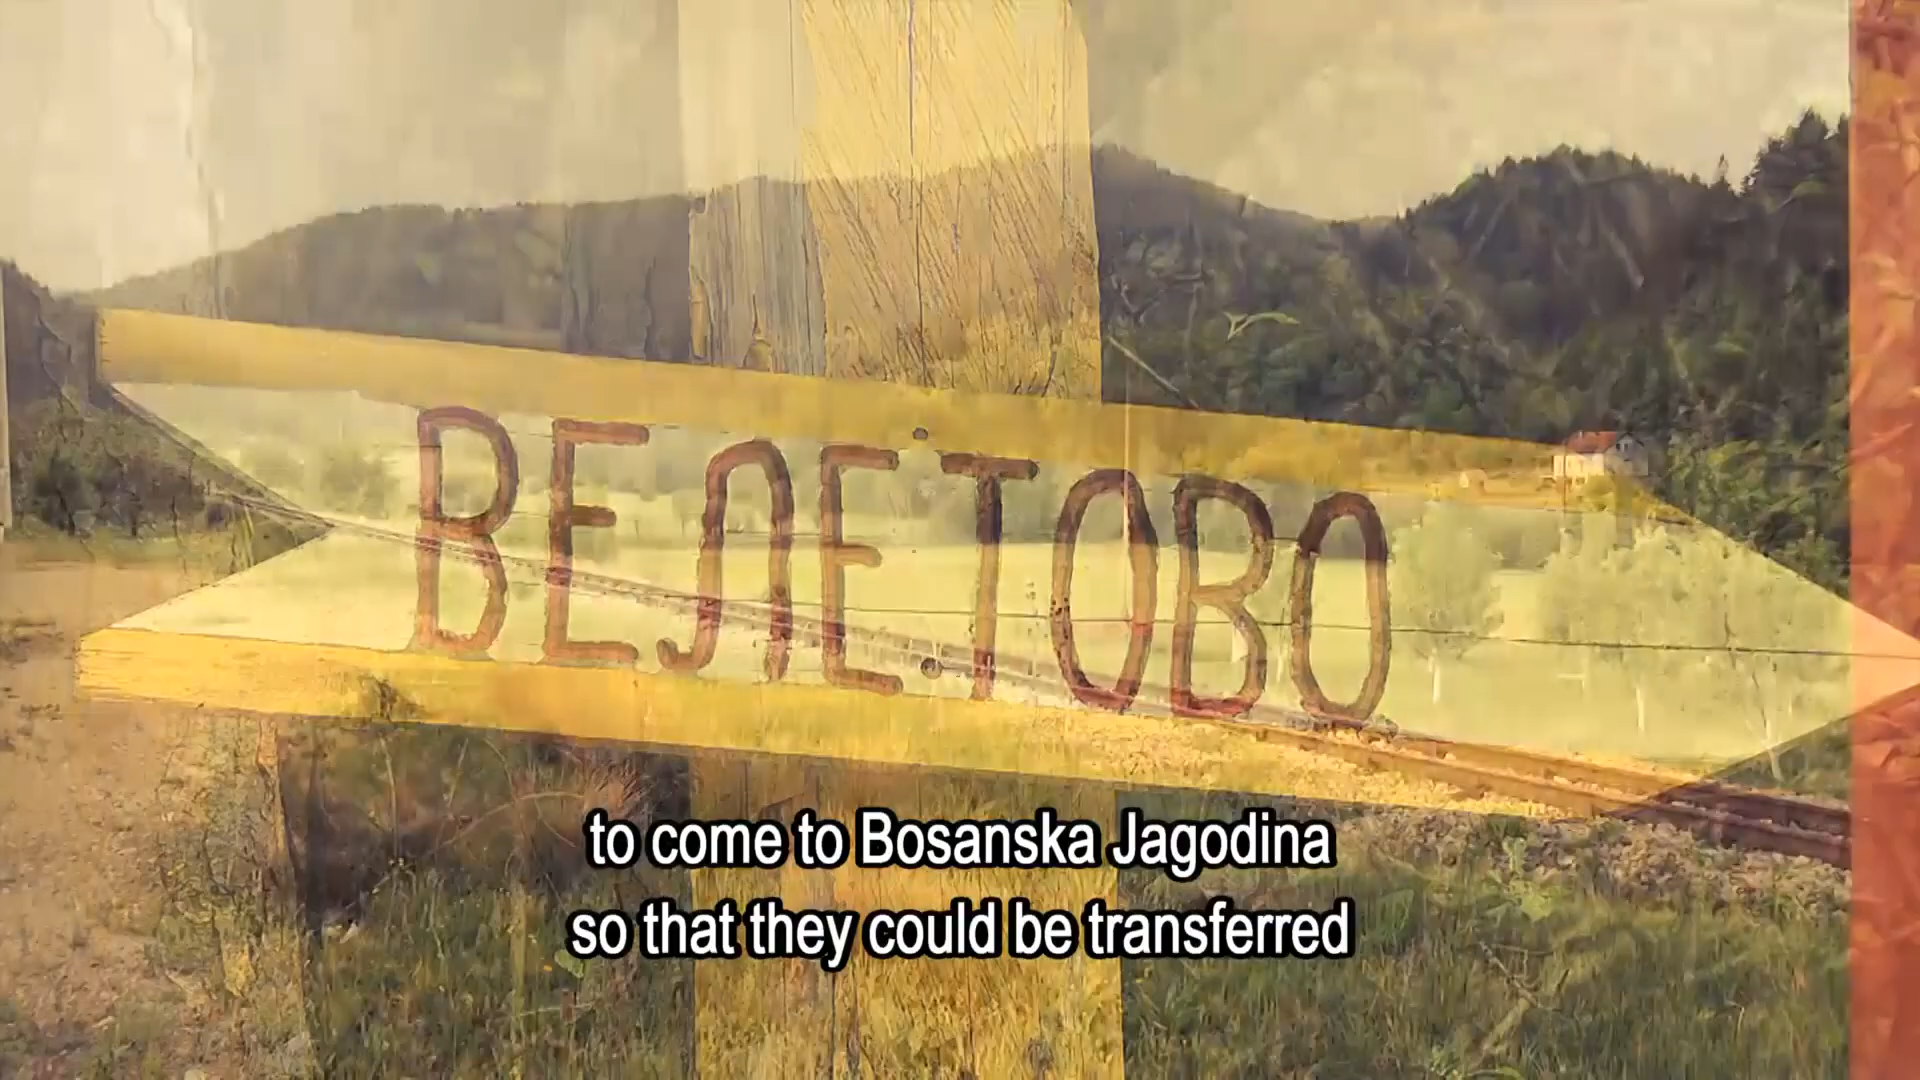 ВЕЛЕТОВО
to come to Bosanska Jagodina
so that they could be transferred